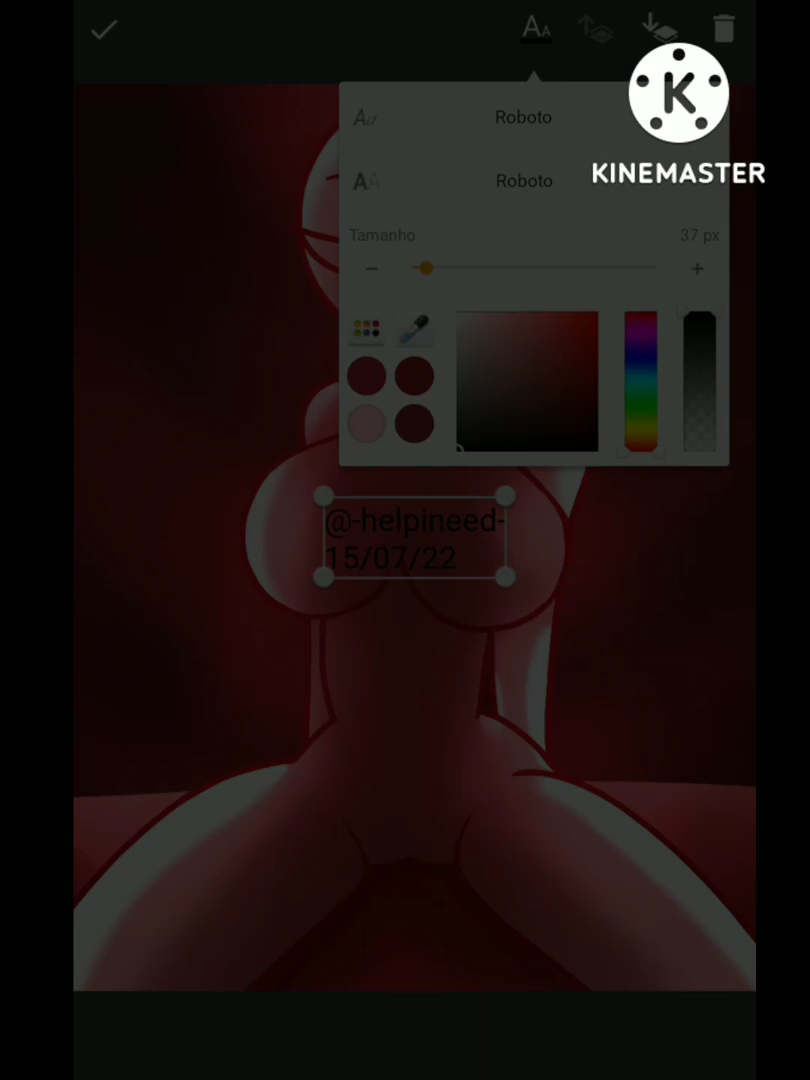 Roboto
KINEMASTER
Roboto
Tamanho 37 px
@-helpineed-
15/07/22